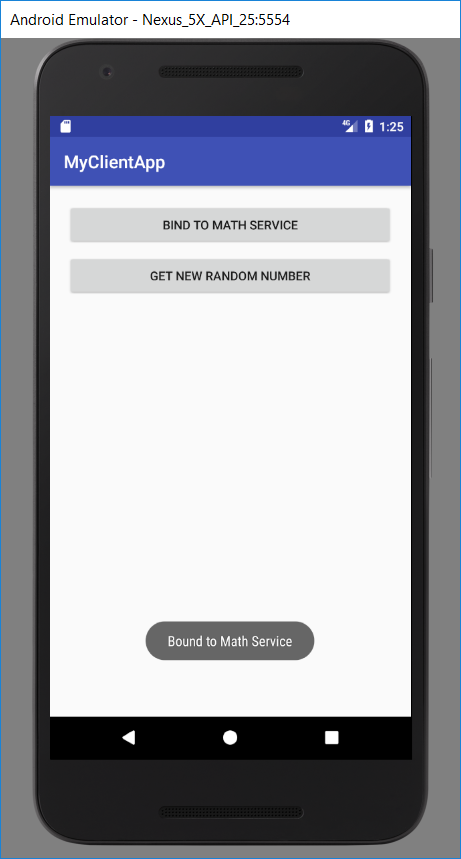 Android Emulator - Nexus_5X_API_25:5554
4G 1:25
MyClientApp
BIND TO MATH SERVICE
GET NEW RANDOM NUMBER
Bound to Math Service